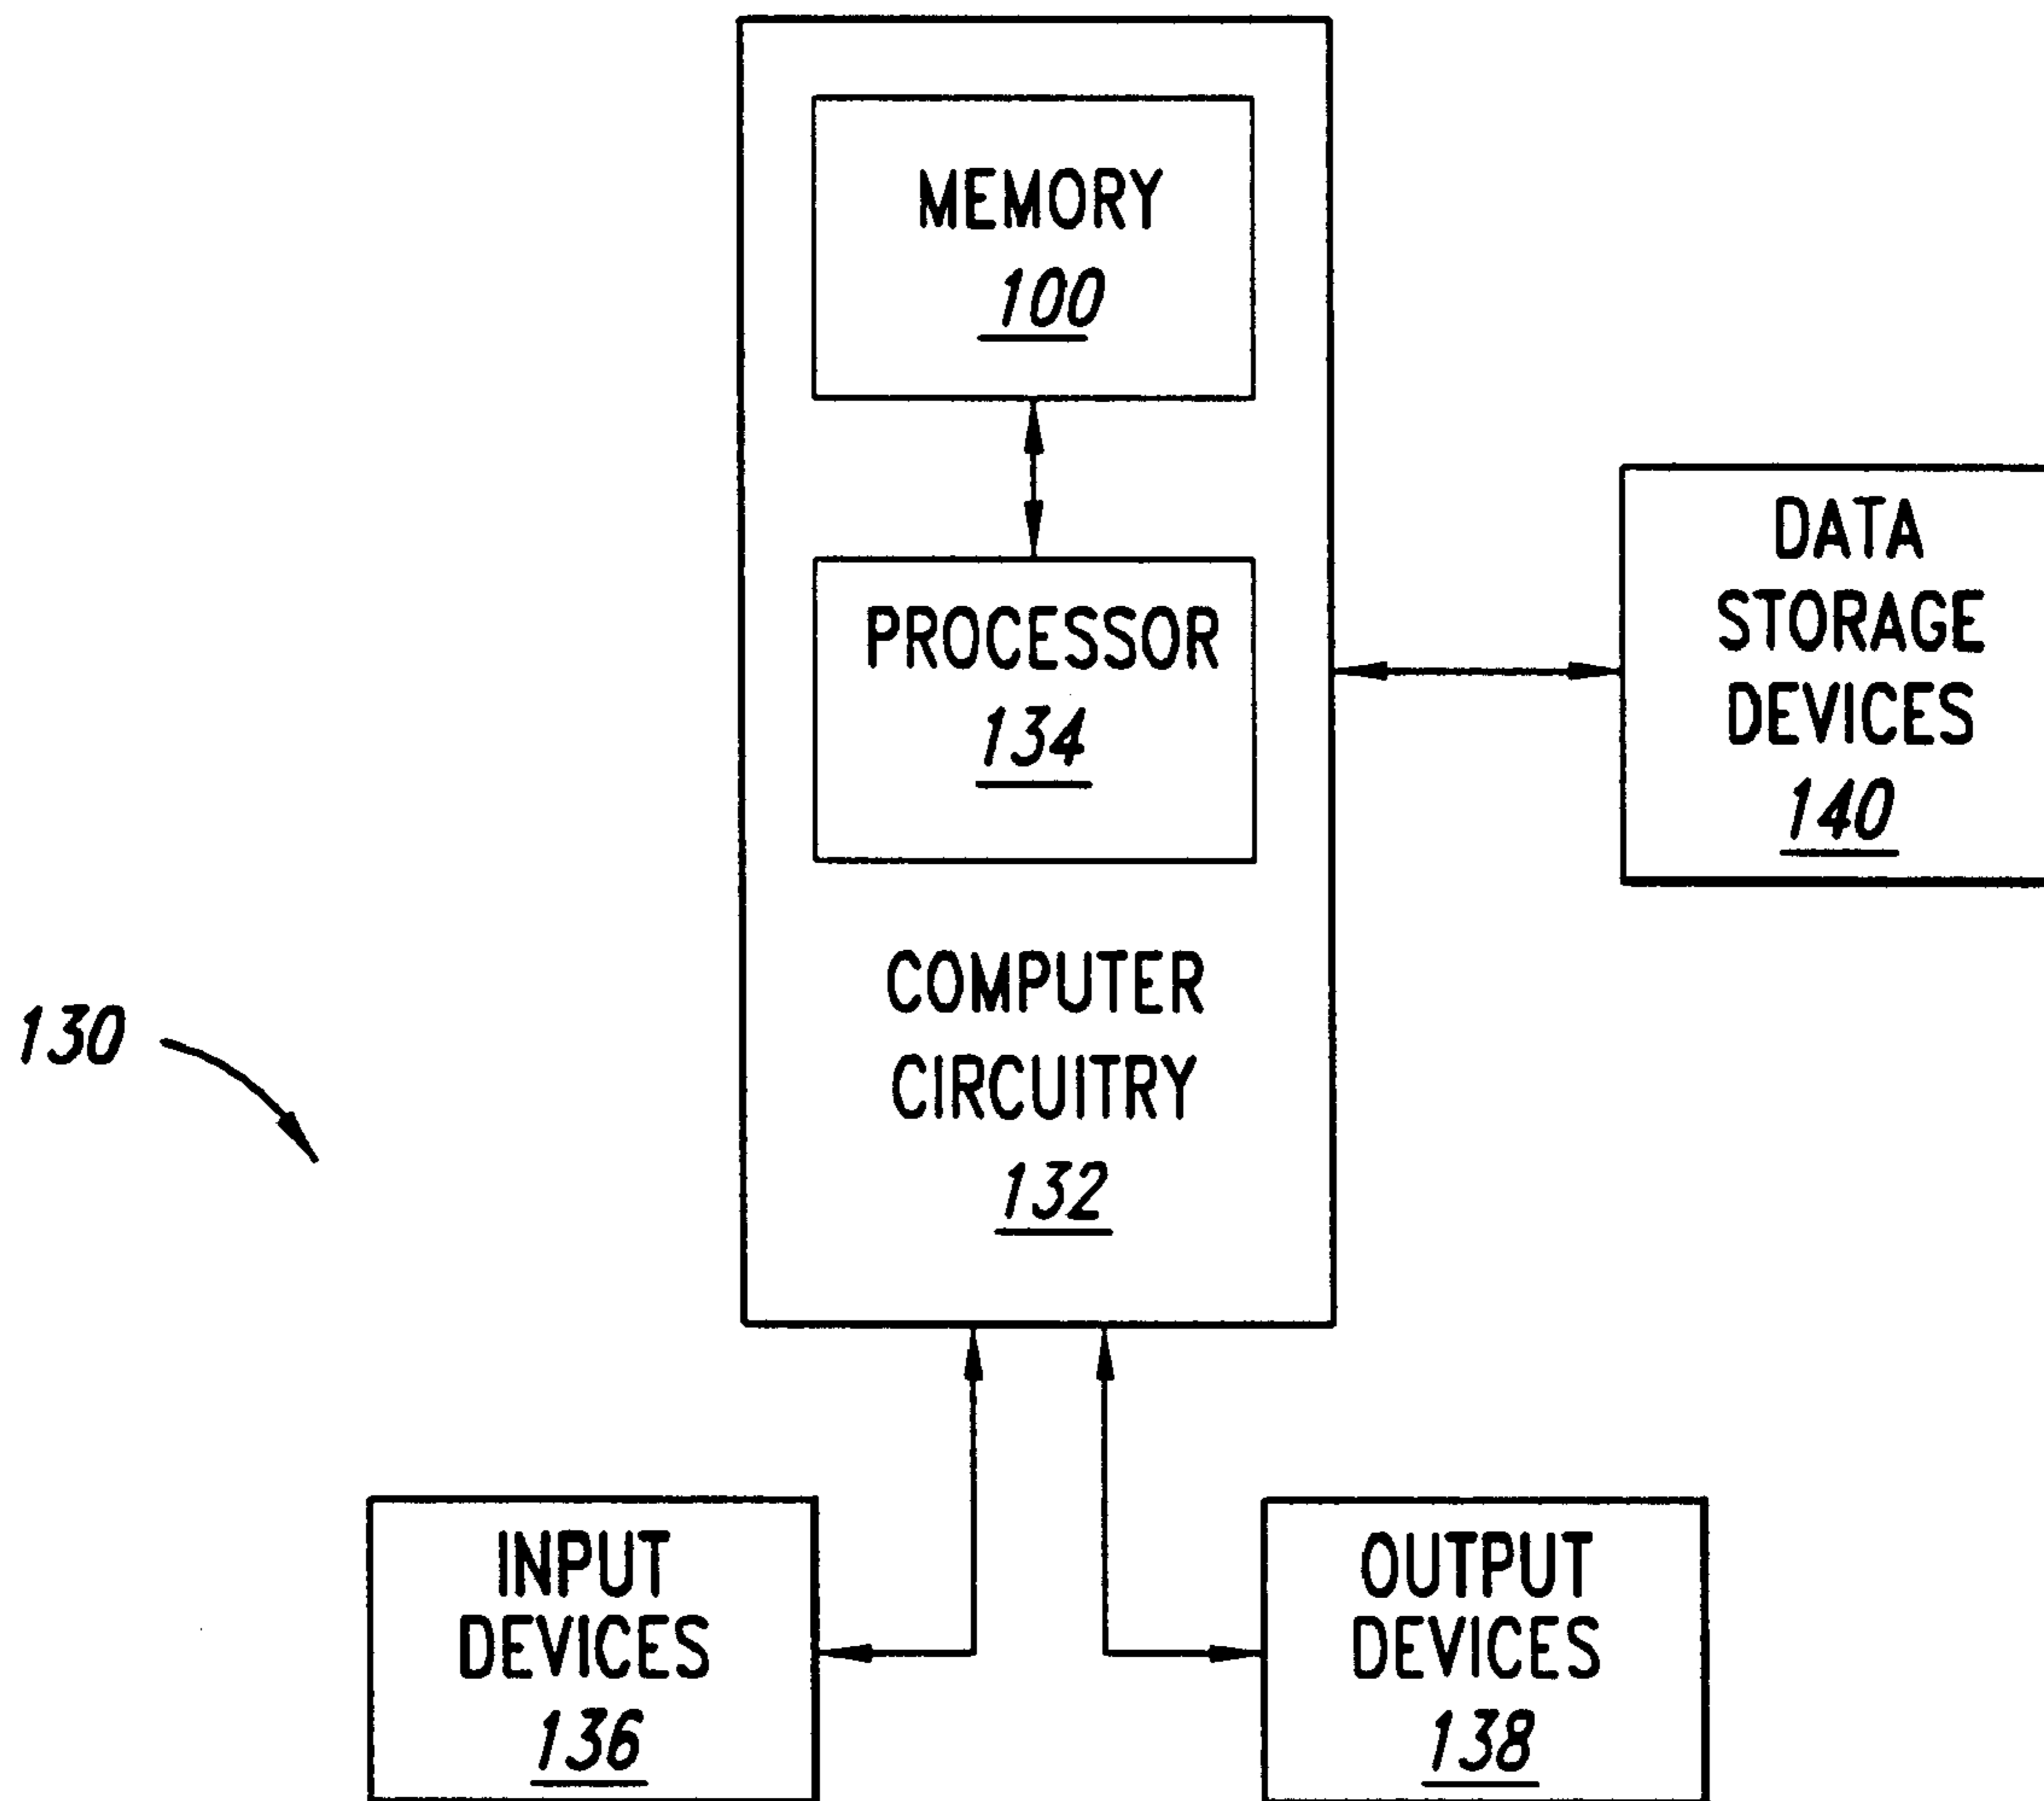 MEMORY
100
PROCESSOR
134
COMPUTER
CIRCUITRY
132
DATA
STORAGE
DEVICES
140
130
INPUT
DEVICES
136
OUTPUT
DEVICES
138